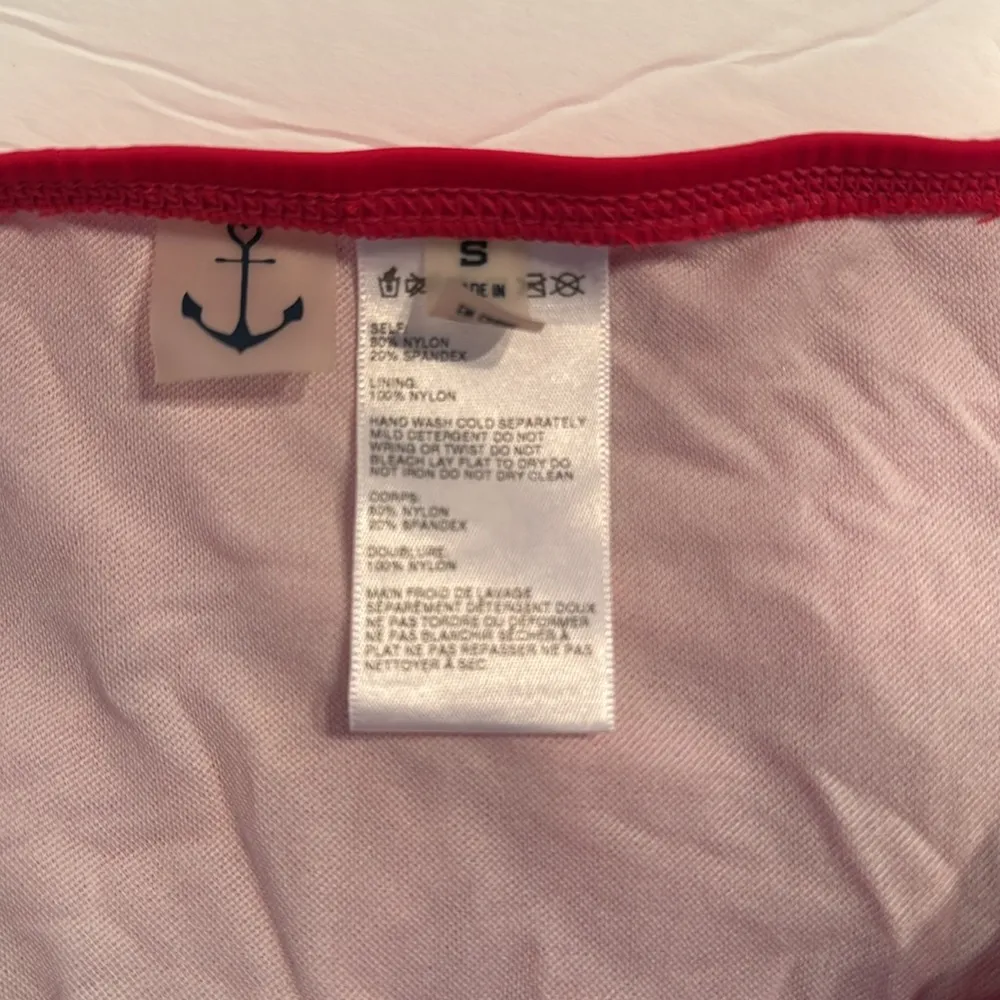 S
DE IN
SELF:
80% NYLON
20% SPANDEX
LINING:
100% NYLON
HAND WASH COLD SEPARATELY
MILD DETERGENT DO NOT
WRING OR TWIST DO NOT
BLEACH LAY FLAT TO DRY DO
NOT IRON DO NOT DRY CLEAN
CORPS:
80% NYLON
20% SPANDEX
DOUBLURE:
100% NYLON
MAIN FROID DE LAVAGE
SÉPARÉMENT DÉTERGENT DOUX
NE PAS TORDRE OU DÉFORMER
NE PAS BLANCHIR SÉCHER À
PLAT NE PAS REPASSER NE PAS
NETTOYER À SEC